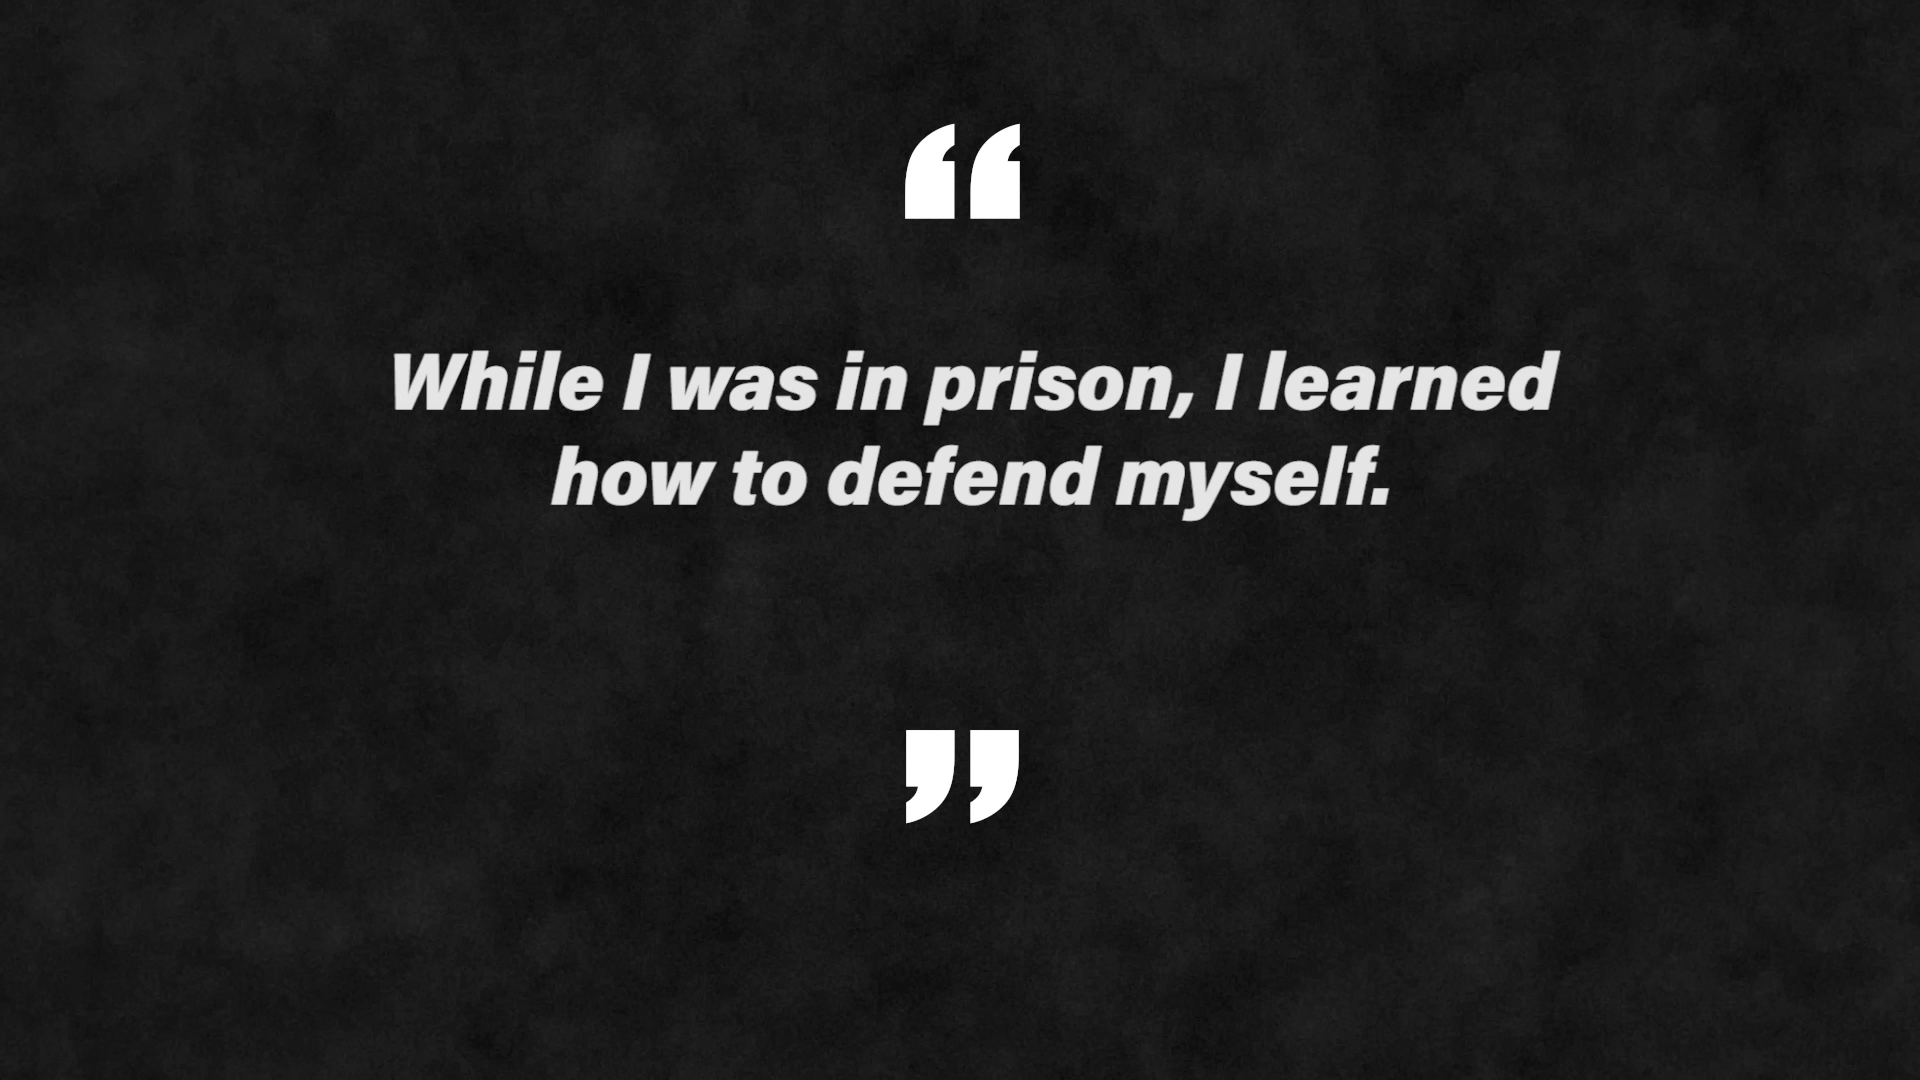 “
While I was in prison, I learned
how to defend myself.
”